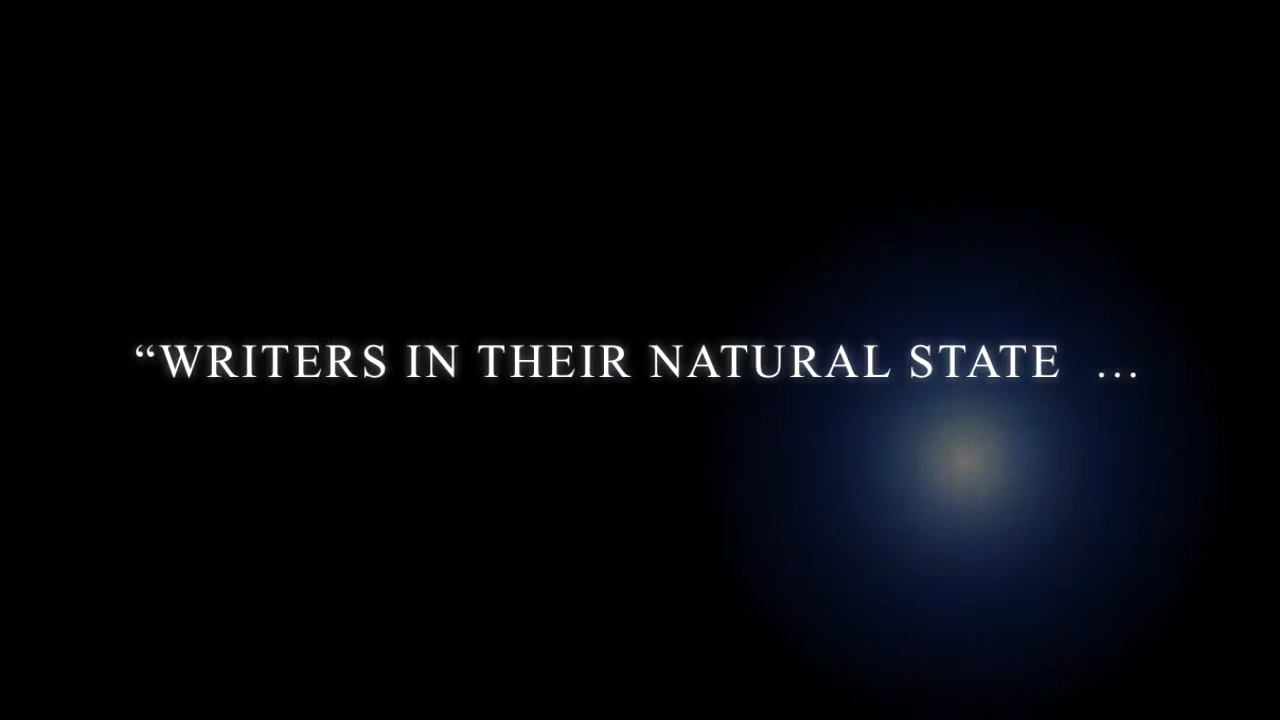 “WRITERS IN THEIR NATURAL STATE ...